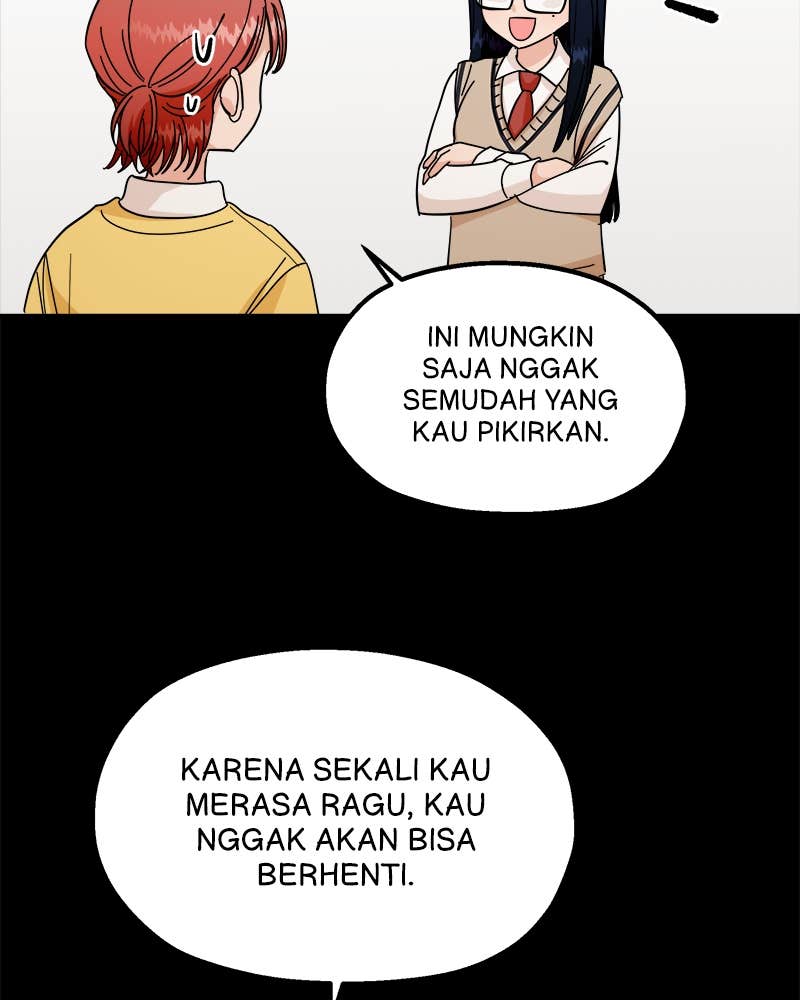 INI MUNGKIN
SAJA NGGAK
SEMUDAH YANG
KAU PIKIRKAN.
KARENA SEKALI KAU
MERASA RAGU, KAU
NGGAK AKAN BISA
BERHENTI.